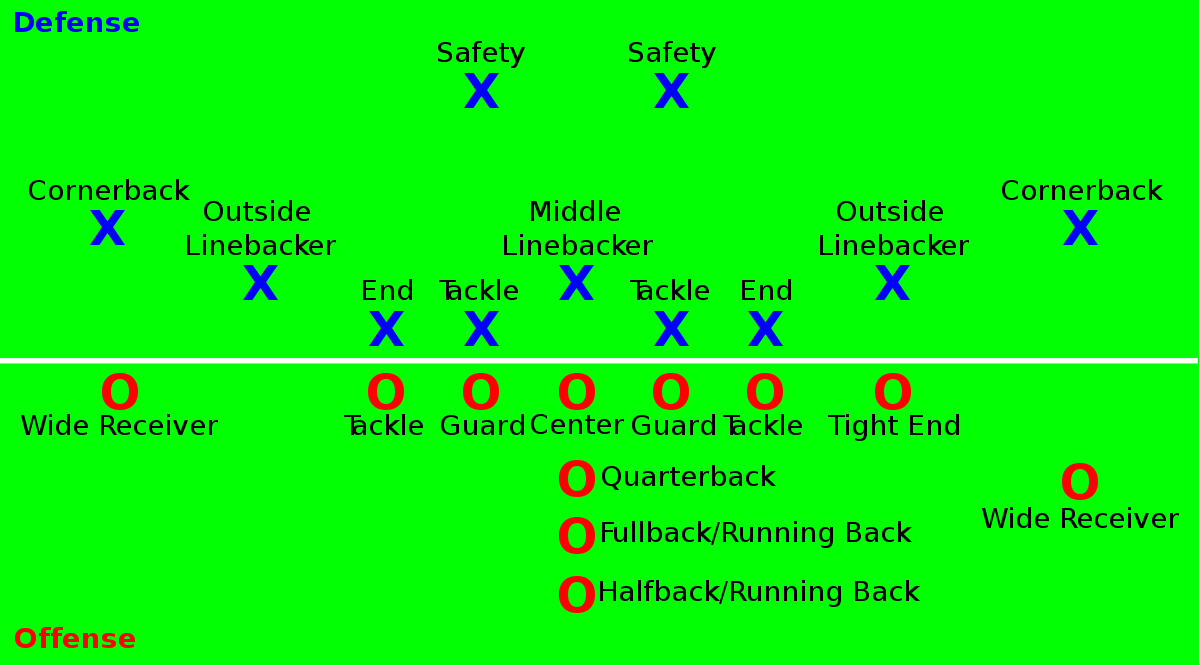 Defense
Safety Safety
X X
Cornerback Cornerback
X X
Outside Middle Outside
Linebacker Linebacker Linebacker
X X X
End Tackle Tackle End
X X X X
O O O O O O O
Wide Receiver Tackle Guard Center Guard Tackle Tight End
O Quarterback O
Wide Receiver
O Fullback/Running Back
O Halfback/Running Back
Offense